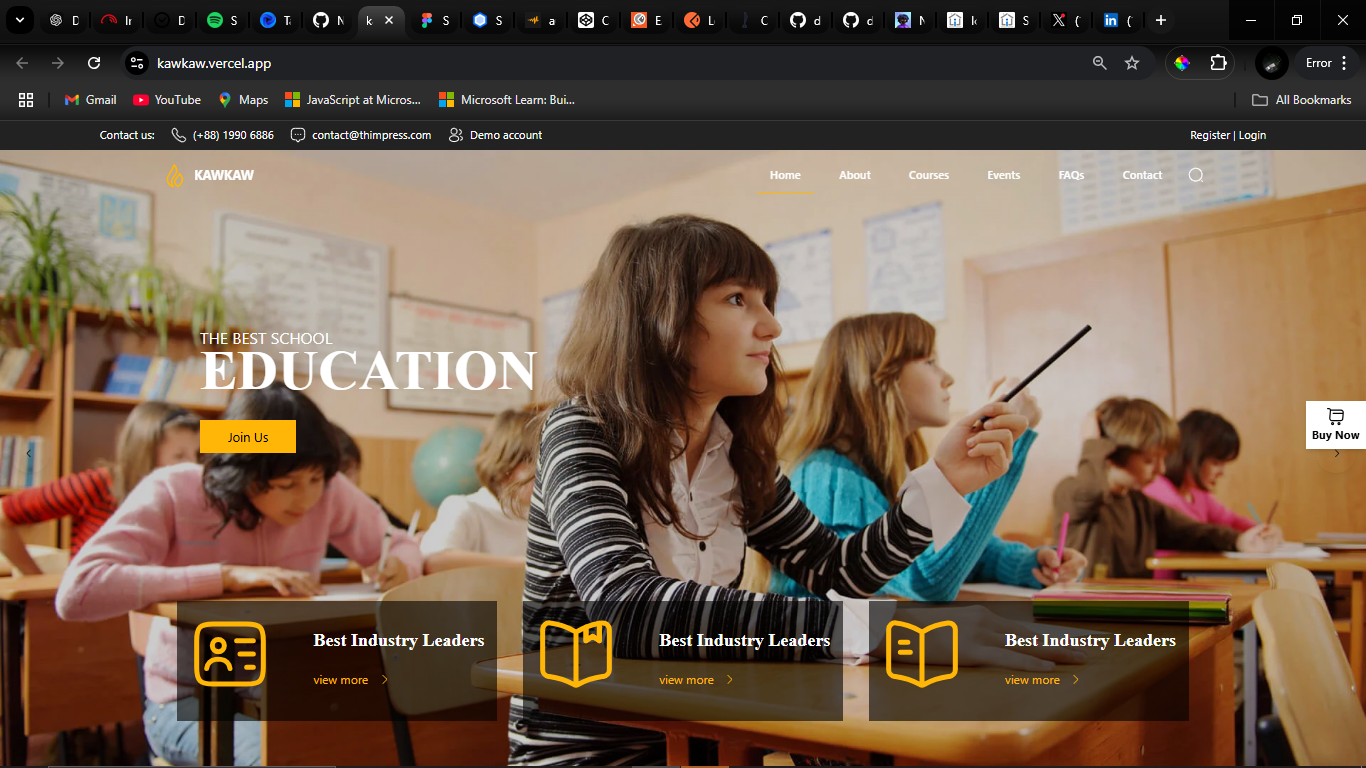 D
Ir
D
S
Ta
N
k
S
S
a
C
E
L
C
d
d
N
S
(
(
kawkaw.vercel.app
Error
Gmail
YouTube
Maps
JavaScript at Micros...
Microsoft Learn: Bui...
All Bookmarks
Contact us:
(+88) 1990 6886
contact@thimpress.com
Demo account
Register | Login
KAWKAW
Home
About
Courses
Events
FAQs
Contact
THE BEST SCHOOL
EDUCATION
Join Us
Buy Now
Best Industry Leaders
view more
Best Industry Leaders
view more
Best Industry Leaders
view more